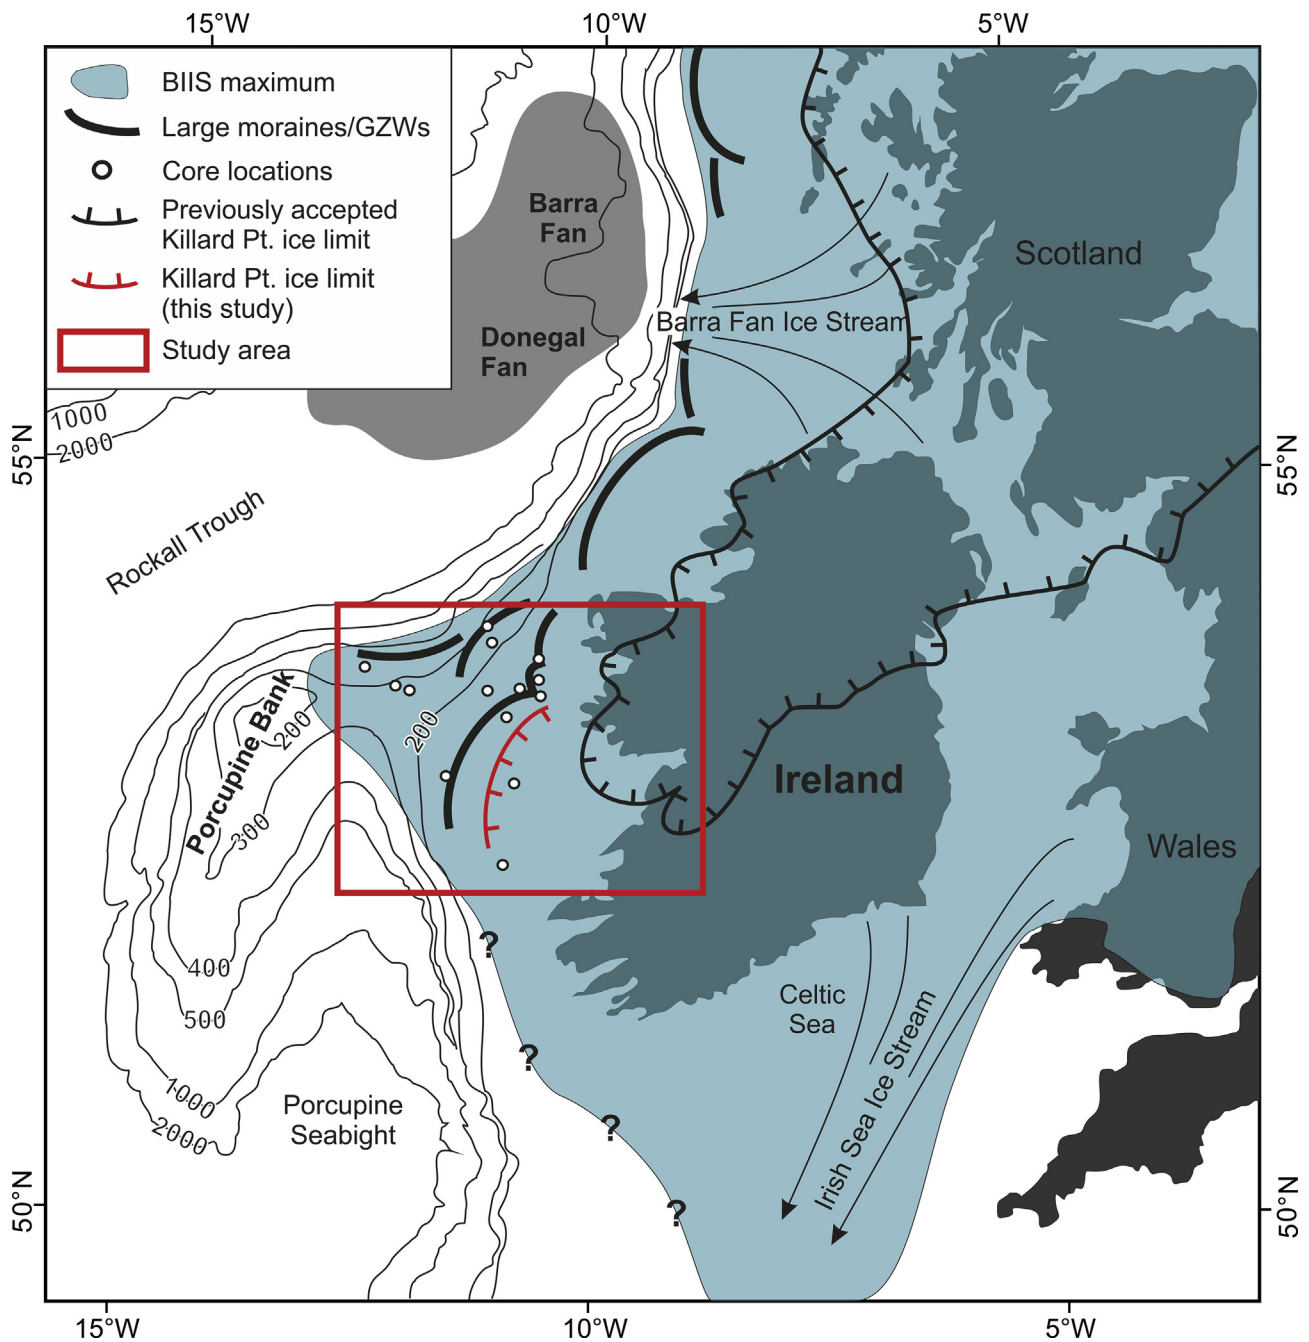 15°W 10°W 5°W
BIIS maximum
Large moraines/GZWs
Core locations
Previously accepted
Killard Pt. ice limit
Killard Pt. ice limit
(this study)
Study area
Barra
Fan
Donegal
Fan
Scotland
Barra Fan Ice Stream
1000
2000
55°N
55°N
Rockall Trough
Porcupine Bank
200
200
300
Ireland
Wales
400
500
1000
2000
?
?
?
?
Celtic
Sea
Irish Sea Ice Stream
Porcupine
Seabight
50°N
50°N
15°W 10°W 5°W